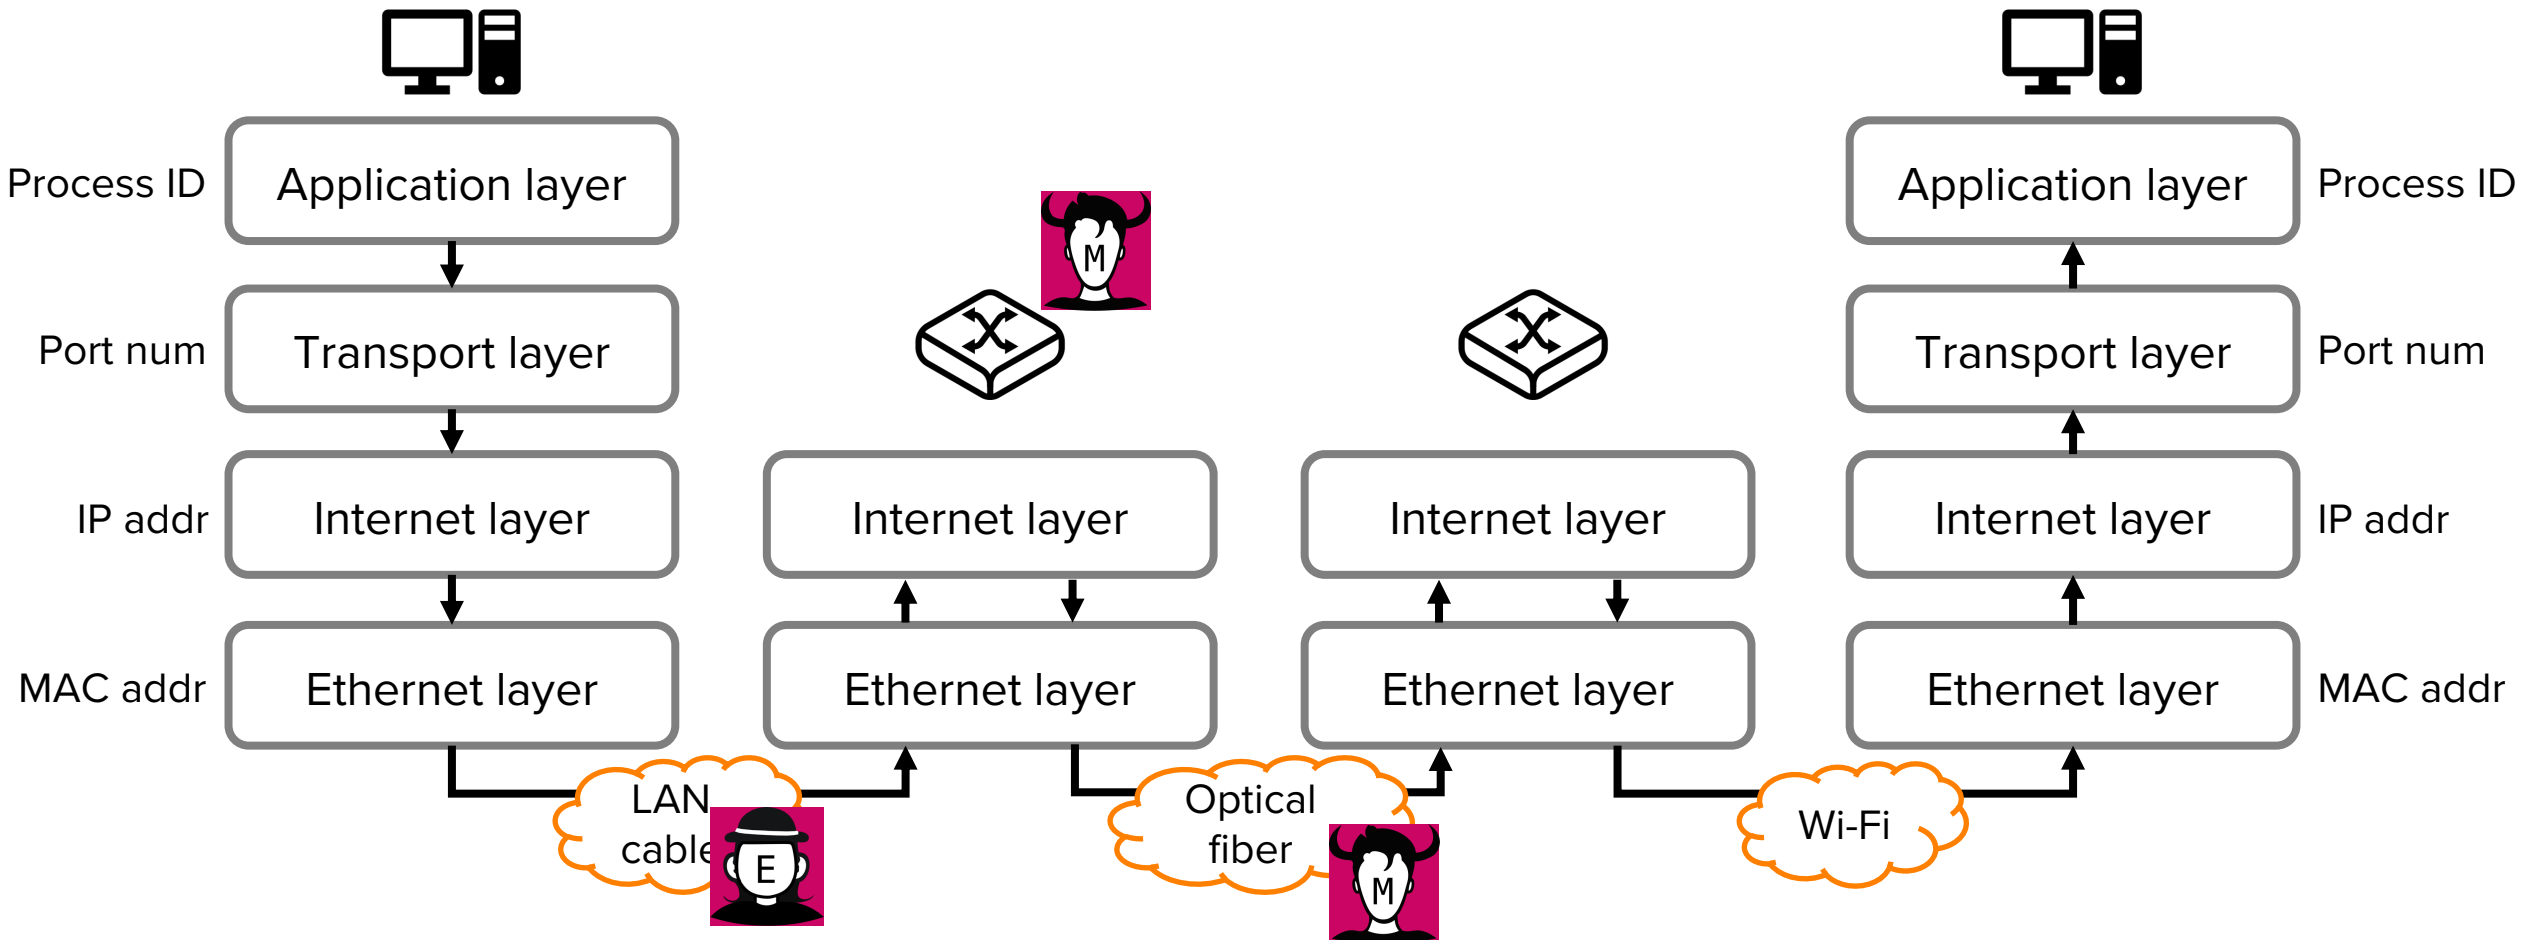 Process ID
Application layer
Application layer
Process ID
M
Port num
Transport layer
Transport layer
Port num
IP addr
Internet layer
Internet layer
Internet layer
Internet layer
IP addr
MAC addr
Ethernet layer
Ethernet layer
Ethernet layer
Ethernet layer
MAC addr
LAN
cable
E
Optical
fiber
M
Wi-Fi